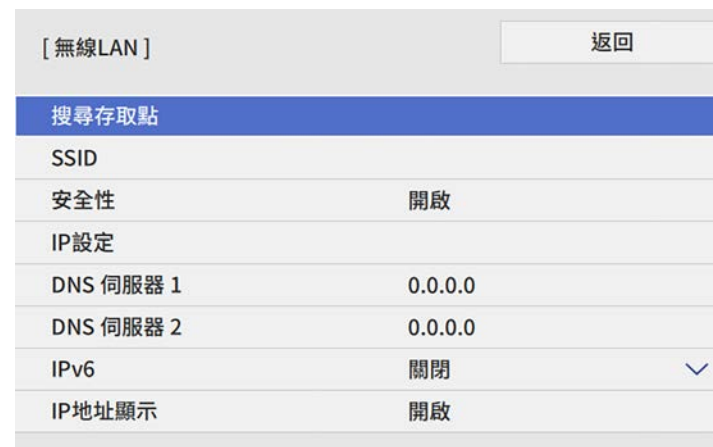 [ 無線LAN ] 返回
搜尋存取點
SSID
安全性 開啟
IP設定
DNS 伺服器 1 0.0.0.0
DNS 伺服器 2 0.0.0.0
IPv6 關閉
IP地址顯示 開啟